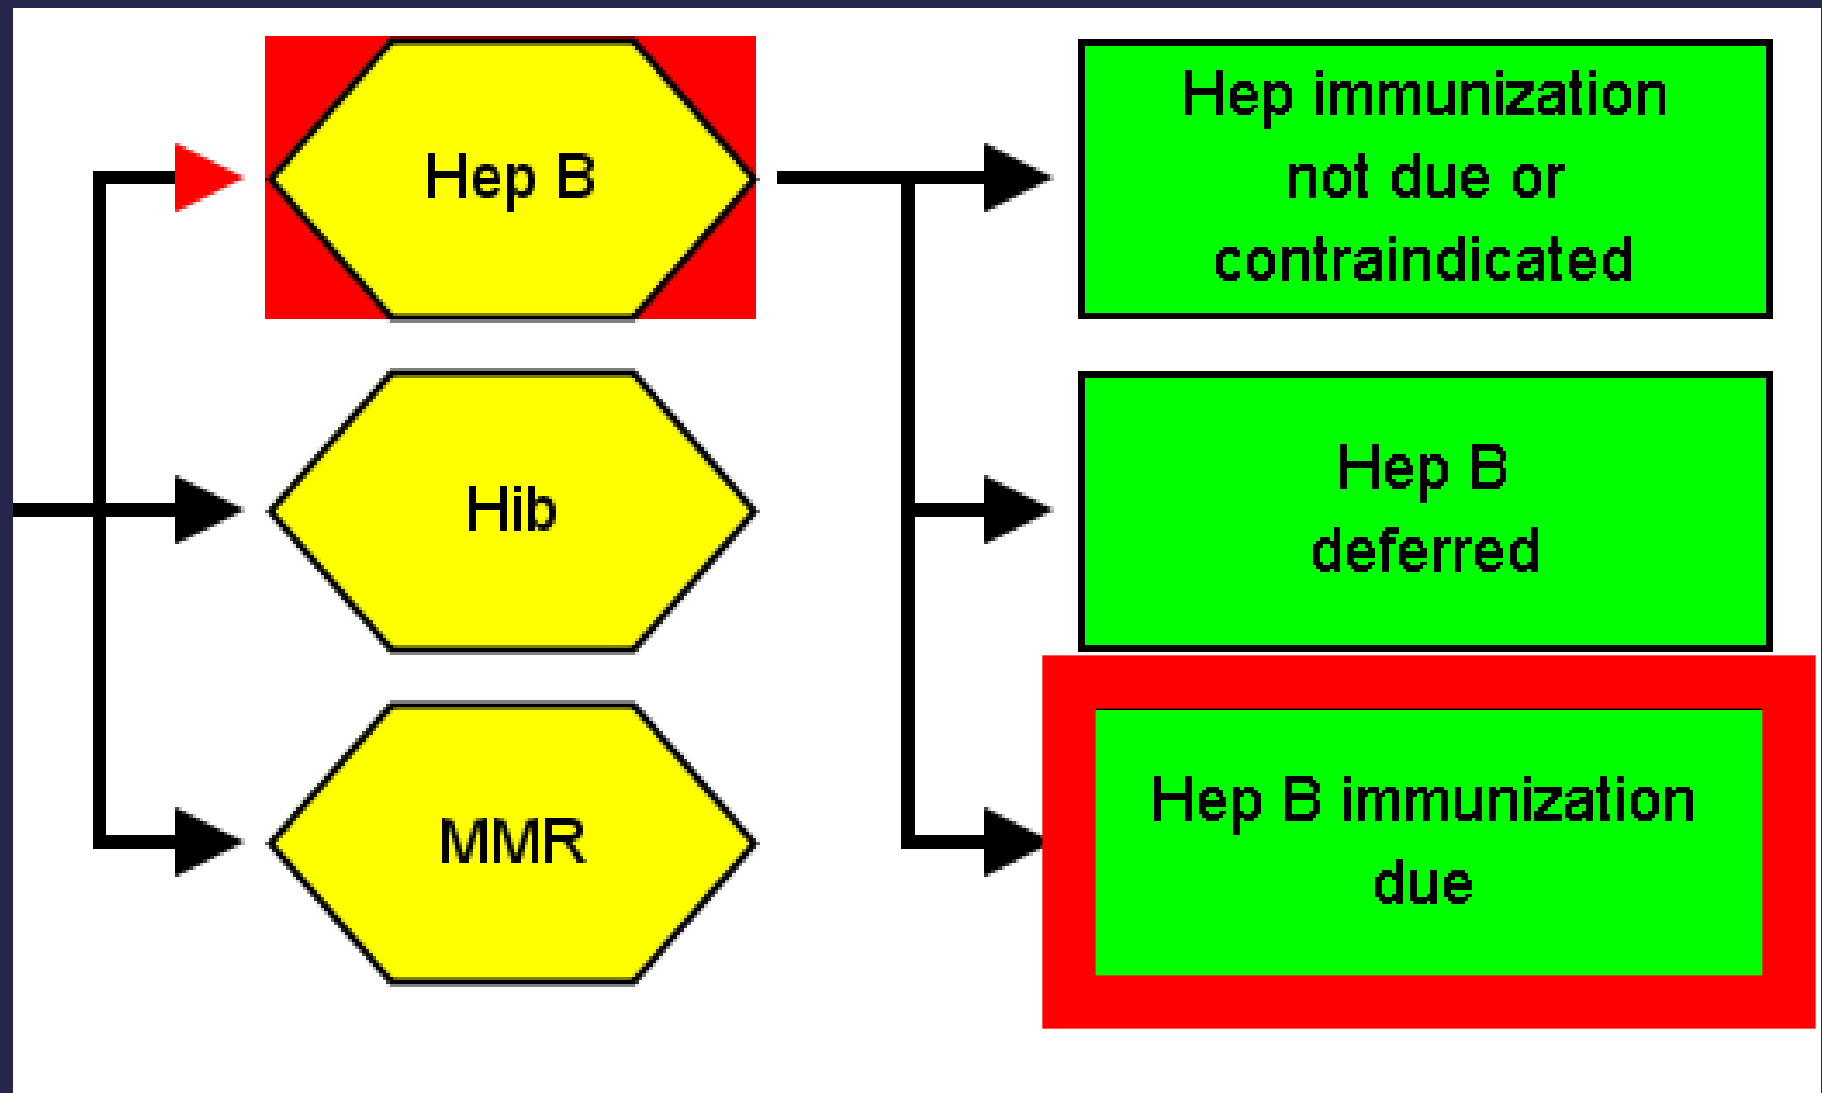 Hep B
Hib
MMR
Hep immunization
not due or
contraindicated
Hep B
deferred
Hep B immunization
due